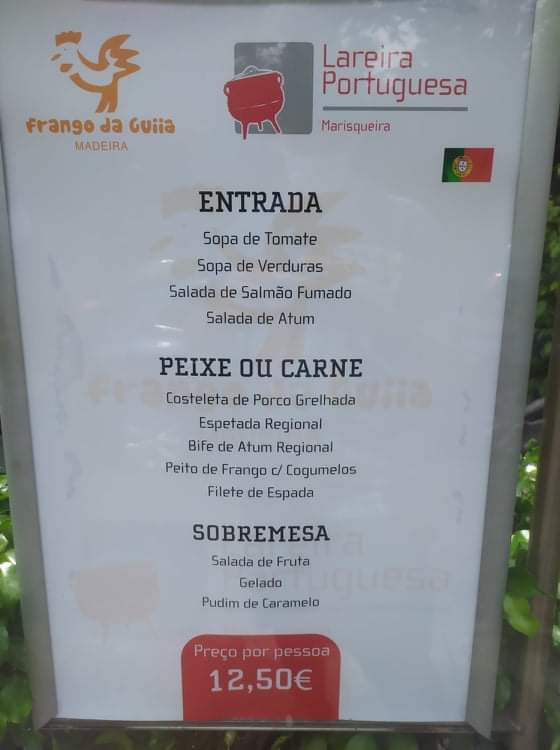 Frango da Guiia
MADEIRA
Lareira
Portuguesa
Marisqueira
ENTRADA
Sopa de Tomate
Sopa de Verduras
Salada de Salmão Fumado
Salada de Atum
PEIXE OU CARNE
Costeleta de Porco Grelhada
Espetada Regional
Bife de Atum Regional
Peito de Frango c/ Cogumelos
Filete de Espada
SOBREMESA
Salada de Fruta
Gelado
Pudim de Caramelo
Preço por pessoa
12,50€